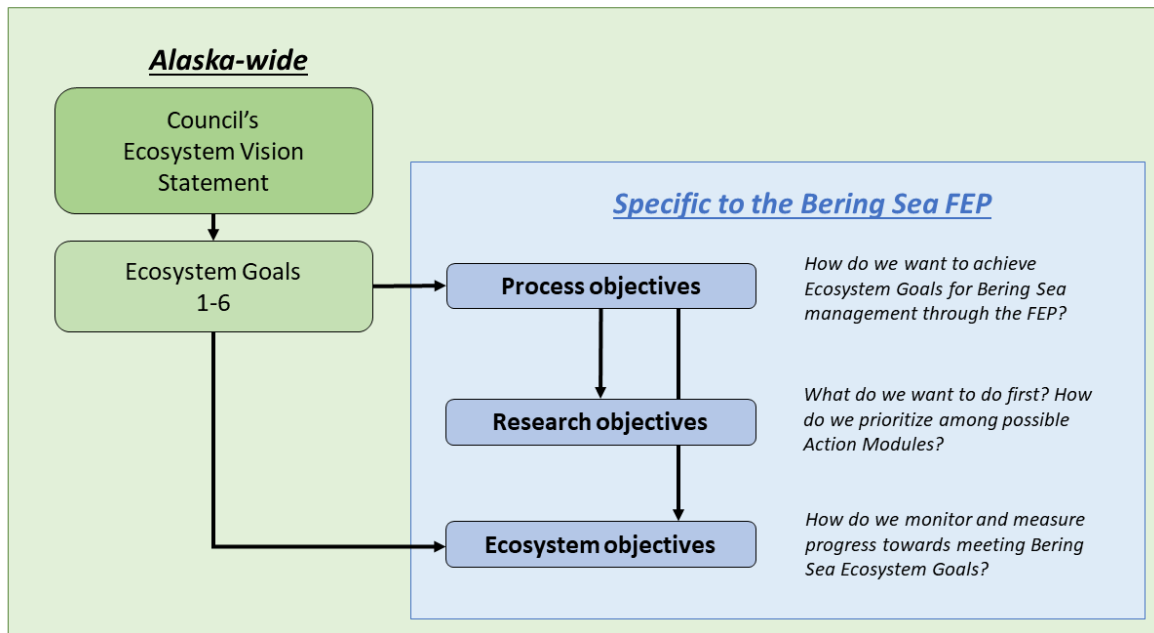 Alaska-wide
Council’s
Ecosystem Vision
Statement
Ecosystem Goals
1-6
Specific to the Bering Sea FEP
Process objectives
How do we want to achieve
Ecosystem Goals for Bering Sea
management through the FEP?
Research objectives
What do we want to do first? How
do we prioritize among possible
Action Modules?
Ecosystem objectives
How do we monitor and measure
progress towards meeting Bering
Sea Ecosystem Goals?